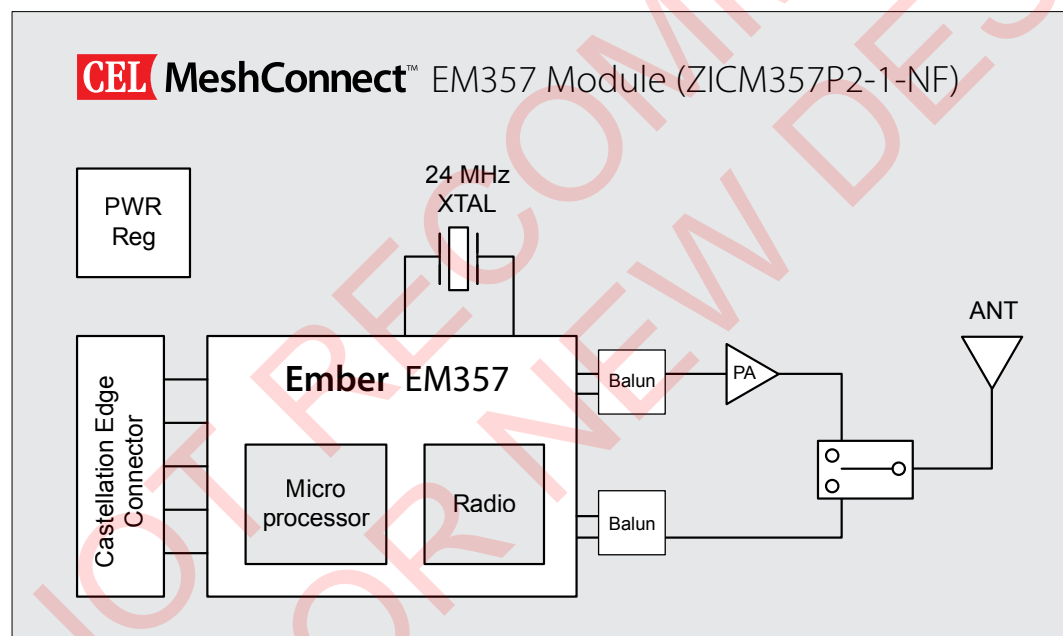 CEL MeshConnect™ EM357 Module (ZICM357P2-1-NF)
PWR
Reg
24 MHz
XTAL
ANT
Castellation Edge
Connector
Ember EM357
Micro
processor
Radio
Balun
PA
Balun